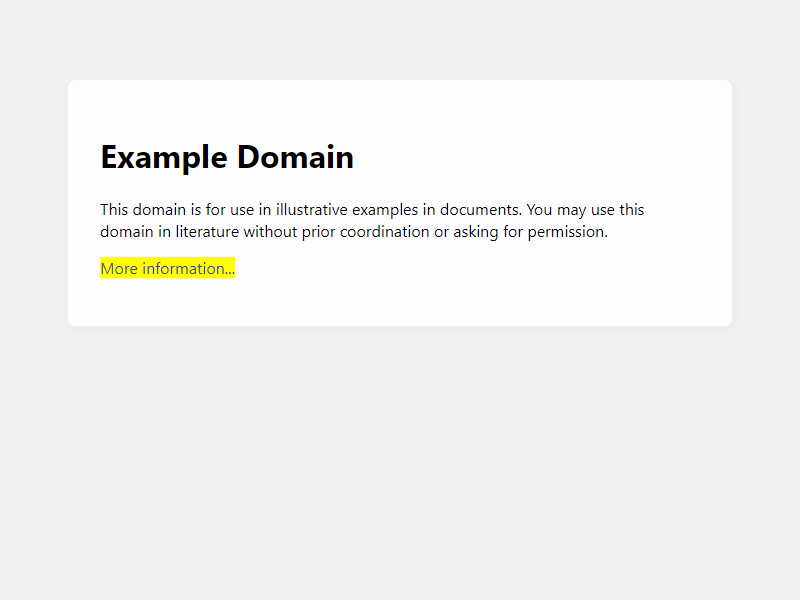 Example Domain
This domain is for use in illustrative examples in documents. You may use this
domain in literature without prior coordination or asking for permission.
More information...